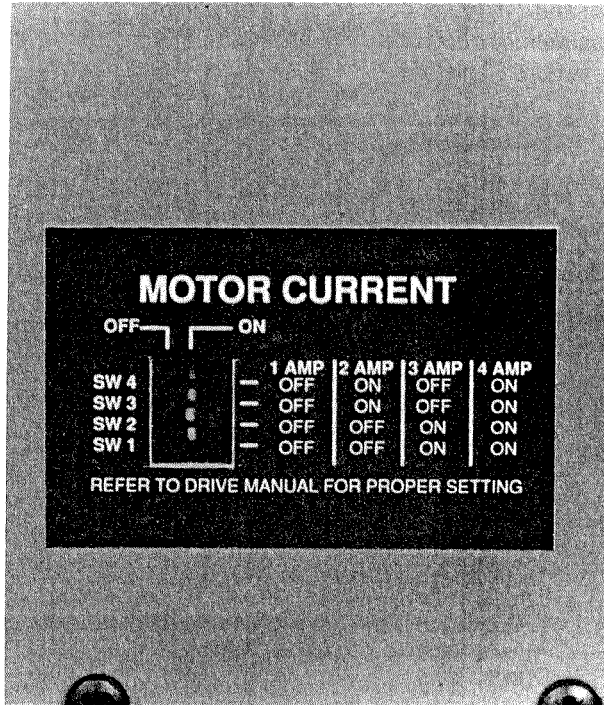 MOTOR CURRENT
OFF ON
1 AMP 2 AMP 3 AMP 4 AMP
SW 4 OFF ON OFF ON
SW 3 OFF ON OFF ON
SW 2 OFF OFF ON ON
SW 1 OFF OFF ON ON
REFER TO DRIVE MANUAL FOR PROPER SETTING